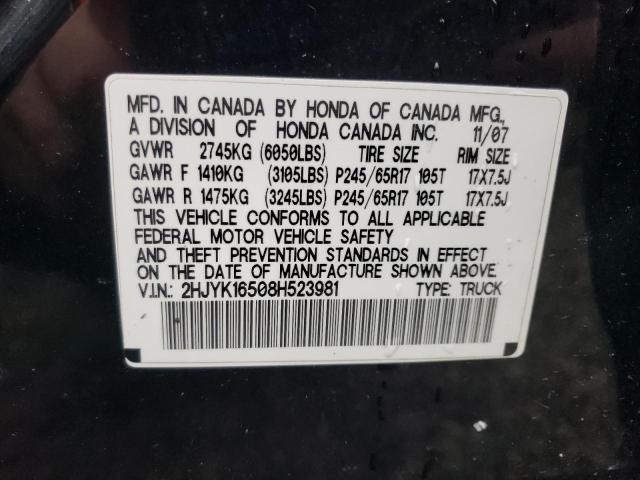 MFD. IN CANADA BY HONDA OF CANADA MFG.,
A DIVISION OF HONDA CANADA INC. 11/07
GVWR 2745KG (6050LBS) TIRE SIZE RIM SIZE
GAWR F 1410KG (3105LBS) P245/65R17 105T 17X7.5J
GAWR R 1475KG (3245LBS) P245/65R17 105T 17X7.5J
THIS VEHICLE CONFORMS TO ALL APPLICABLE
FEDERAL MOTOR VEHICLE SAFETY
AND THEFT PREVENTION STANDARDS IN EFFECT
ON THE DATE OF MANUFACTURE SHOWN ABOVE.
V.I.N.: 2HJYK16508H523981 TYPE: TRUCK